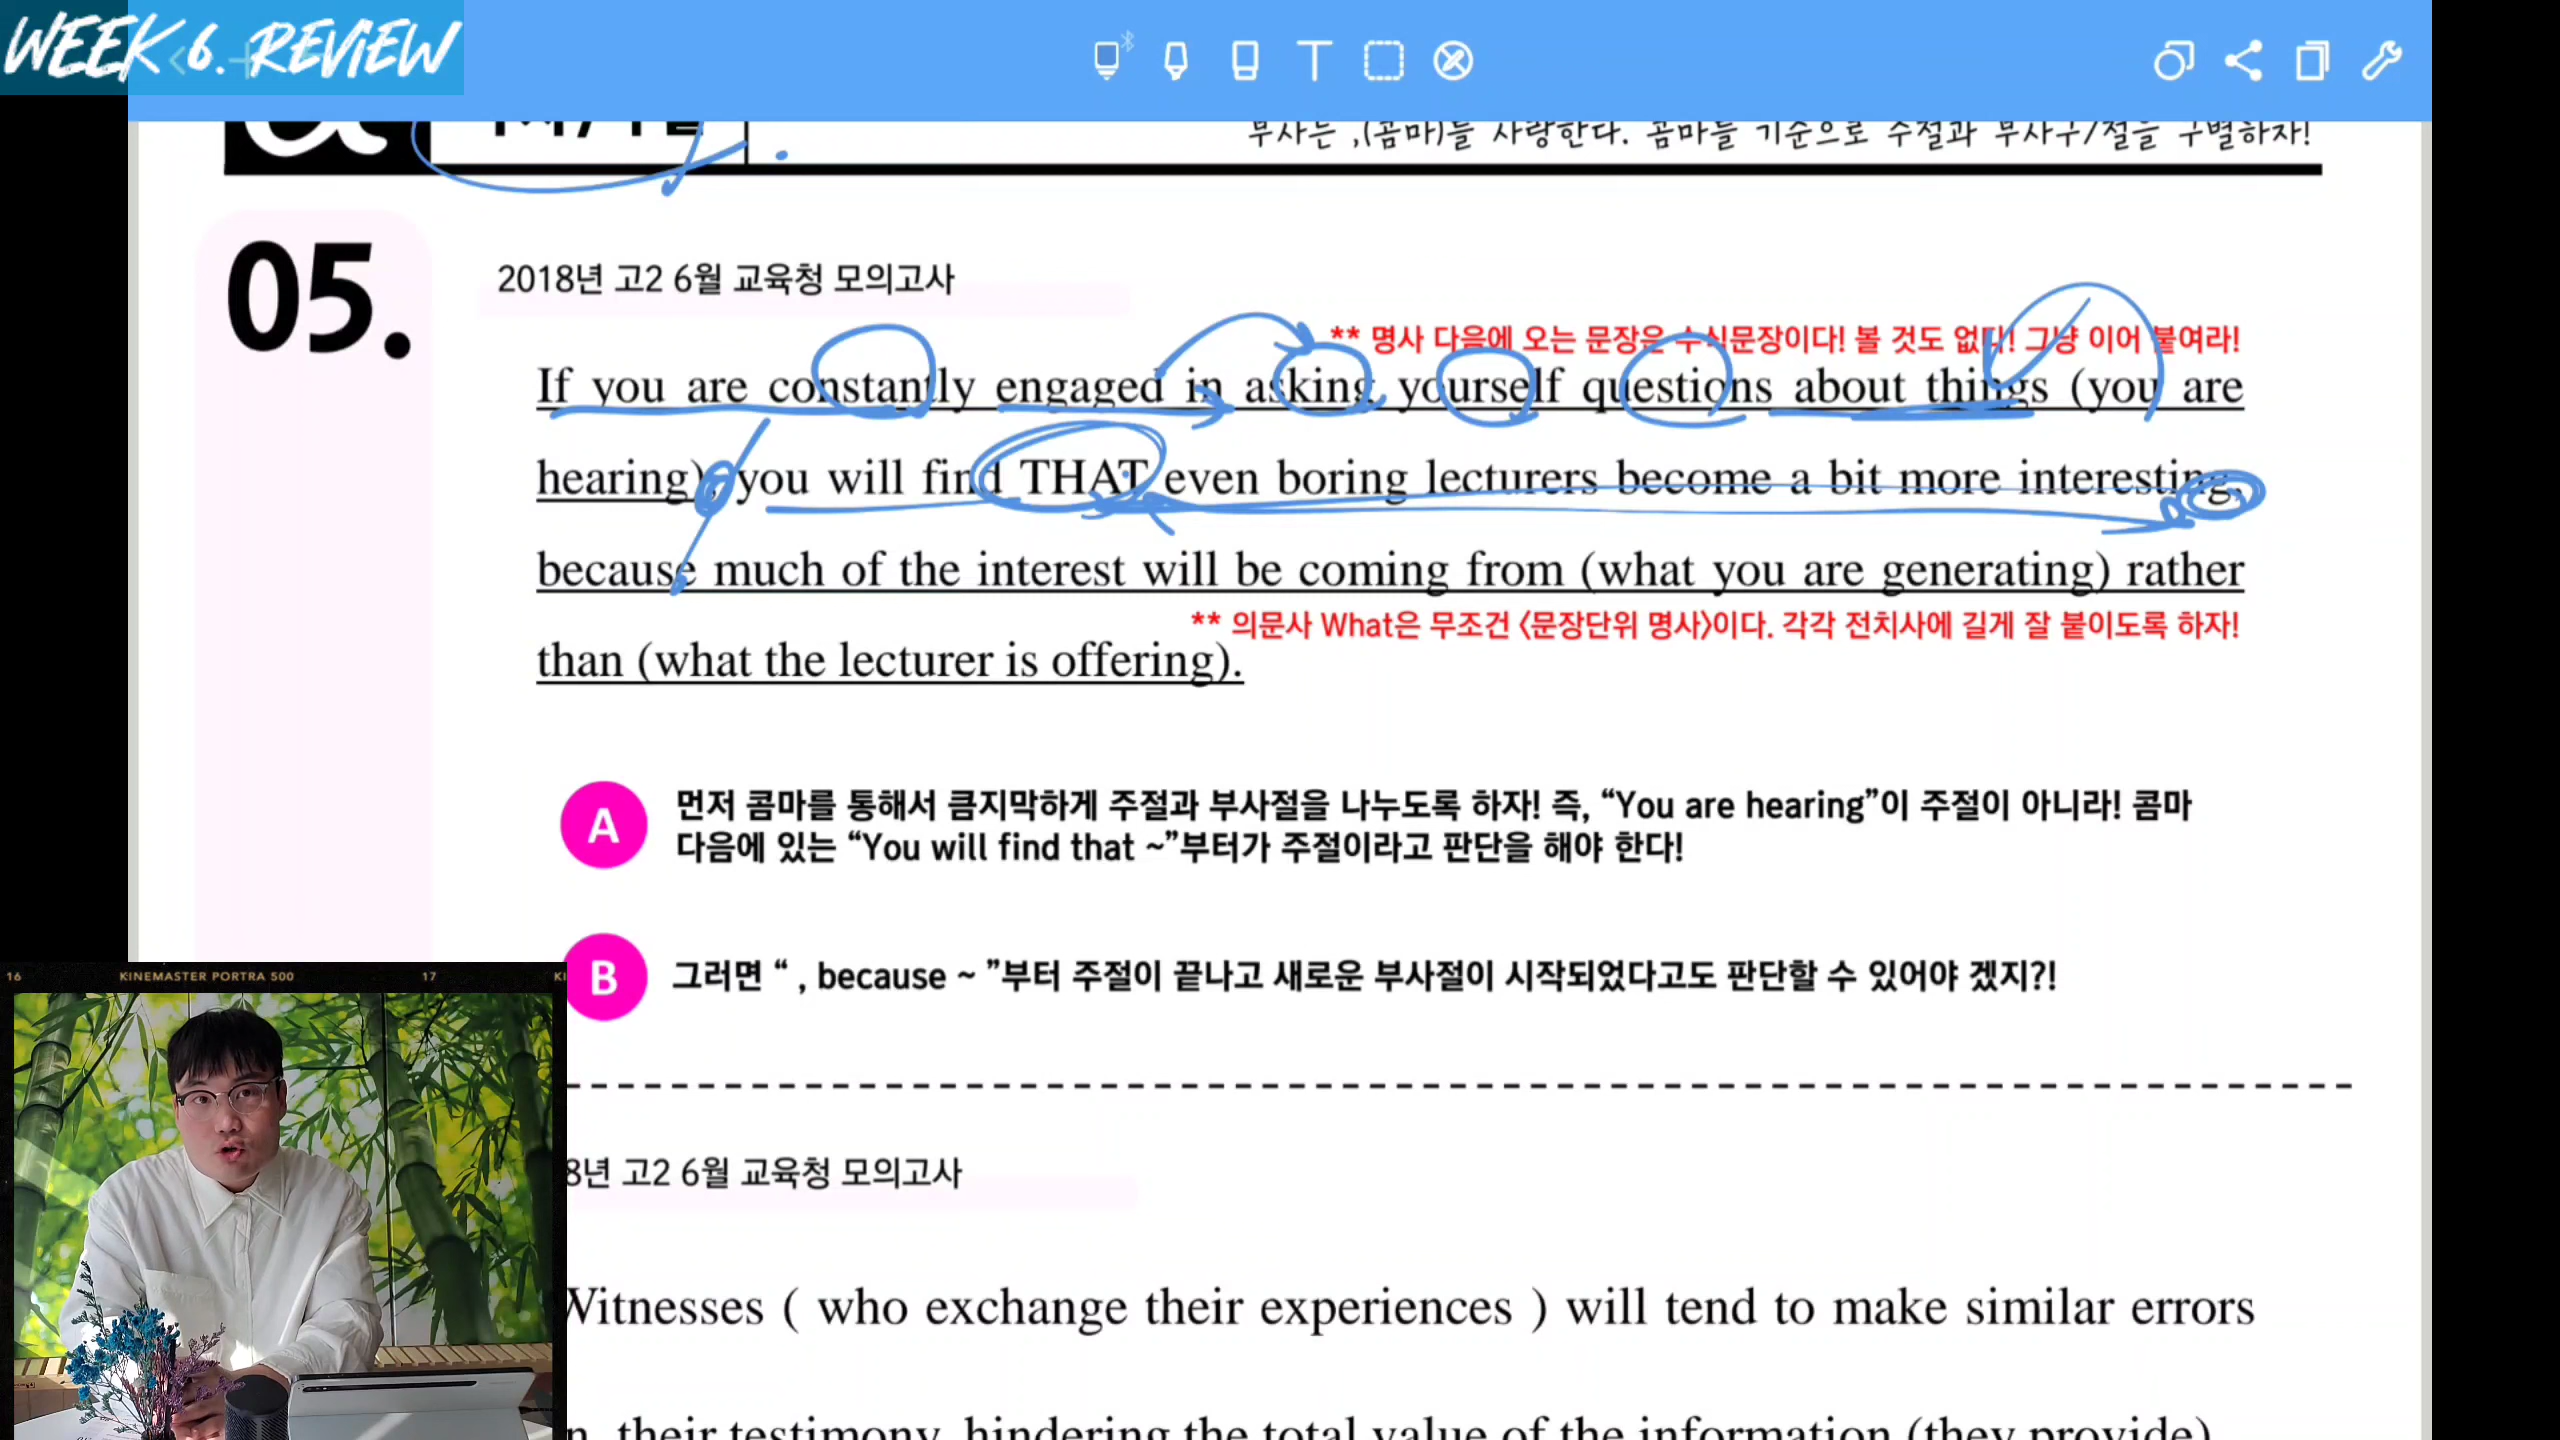 WEEK 6. REVIEW
부사는 ,(콤마)를 사랑한다. 콤마를 기준으로 주절과 부사구/절을 구별하자!
05.
2018년 고2 6월 교육청 모의고사
** 명사 다음에 오는 문장은 수식문장이다! 볼 것도 없다! 그냥 이어 붙여라!
If you are constantly engaged in asking yourself questions about things (you are
hearing), you will find THAT even boring lecturers become a bit more interesting,
because much of the interest will be coming from (what you are generating) rather
** 의문사 What은 무조건 <문장단위 명사>이다. 각각 전치사에 길게 잘 붙이도록 하자!
than (what the lecturer is offering).
A 먼저 콤마를 통해서 큼지막하게 주절과 부사절을 나누도록 하자! 즉, “You are hearing”이 주절이 아니라! 콤마
다음에 있는 “You will find that ~”부터가 주절이라고 판단을 해야 한다!
B 그러면 “ , because ~ ”부터 주절이 끝나고 새로운 부사절이 시작되었다고도 판단할 수 있어야 겠지?!
16 KINEMASTER PORTRA 500 17 KI
8년 고2 6월 교육청 모의고사
Witnesses ( who exchange their experiences ) will tend to make similar errors
n their testimony, hindering the total value of the information (they provide)